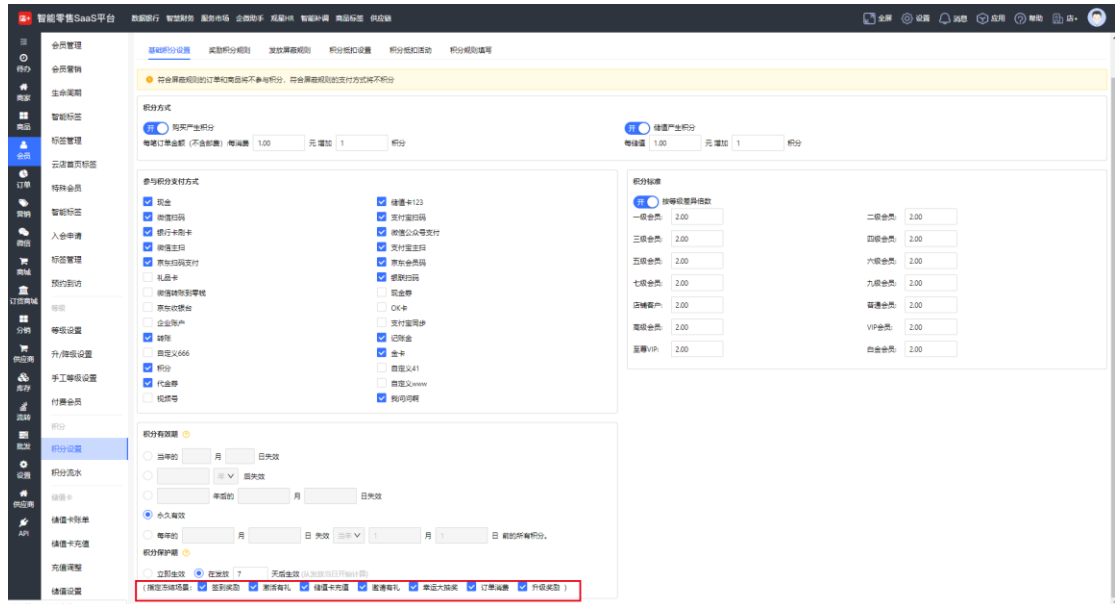 智能零售SaaS平台 数据银行 智慧财务 服务市场 企微助手 观星HR 智能补调 商品标签 供应链 全屏 设置 消息 应用 帮助 店+
待办
商家
商品
会员
订单
营销
微信
商城
订货商城
分销
供应商
库存
流转
批发
设置
供应商
API
会员管理
会员营销
生命周期
智能标签
标签管理
云店首页标签
特殊会员
智能标签
入会申请
标签管理
预约到访
等级
等级设置
升/降级设置
手工等级设置
付费会员
积分
积分设置
积分流水
储值卡
储值卡账单
储值卡充值
充值调整
储值设置
基础积分设置 奖励积分规则 发放屏蔽规则 积分抵扣设置 积分抵扣活动 积分规则填写
符合屏蔽规则的订单和商品将不参与积分，符合屏蔽规则的支付方式将不积分
积分方式
开 购买产生积分 开 储值产生积分
每笔订单金额（不含邮费）/每消费 1.00 元 增加 1 积分 每储值 1.00 元 增加 1 积分
参与积分支付方式
现金 储值卡123
微信扫码 支付宝扫码
银行卡刷卡 微信公众号支付
微信主扫 支付宝主扫
京东扫码支付 京东会员码
礼品卡 银联扫码
微信转账到零钱 现金券
京东收银台 OK卡
企业账户 支付宝同步
转账 记账金
自定义666 金卡
积分 自定义41
代金券 自定义www
视频号 我问问啊
积分标准
开 按等级差异倍数
一级会员: 2.00 二级会员: 2.00
三级会员: 2.00 四级会员: 2.00
五级会员: 2.00 六级会员: 2.00
七级会员: 2.00 九级会员: 2.00
店铺客户: 2.00 普通会员: 2.00
高级会员: 2.00 VIP会员: 2.00
至尊VIP: 2.00 白金会员: 2.00
积分有效期
当年的 月 日失效
年 后失效
年后的 月 日失效
永久有效
每年的 月 日 失效 当年 1 月 1 日 前的所有积分。
积分保护期
立即生效 在发放 7 天后生效 (从发放当日开始计算)
(指定冻结场景: 签到奖励 激活有礼 储值卡充值 邀请有礼 幸运大抽奖 订单消费 升级奖励 )